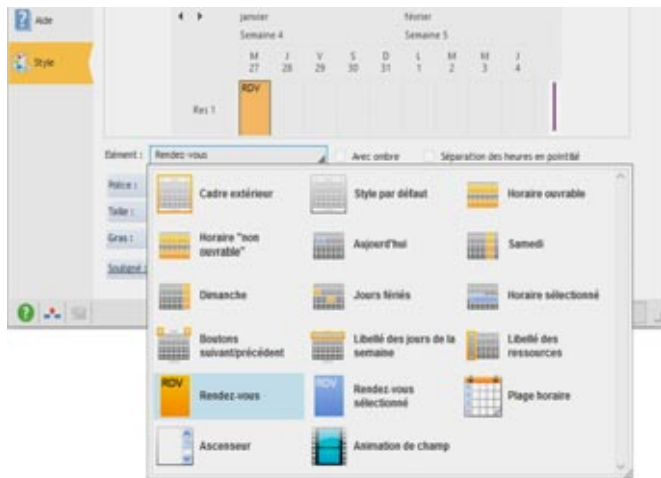 Aide
Style
janvier
février
Semaine 4
Semaine 5
M J V S D L M M J
27 28 29 30 31 1 2 3 4
RDV
Res 1
Élément : Rendez-vous
Avec ombre
Séparation des heures en pointillé
Police :
Taille :
Gras :
Souligné :
Cadre extérieur
Style par défaut
Horaire ouvrable
Horaire "non ouvrable"
Aujourd'hui
Samedi
Dimanche
Jours fériés
Horaire sélectionné
Boutons suivant/précédent
Libellé des jours de la semaine
Libellé des ressources
RDV
Rendez-vous
RDV
Rendez-vous sélectionné
Plage horaire
Ascenseur
Animation de champ